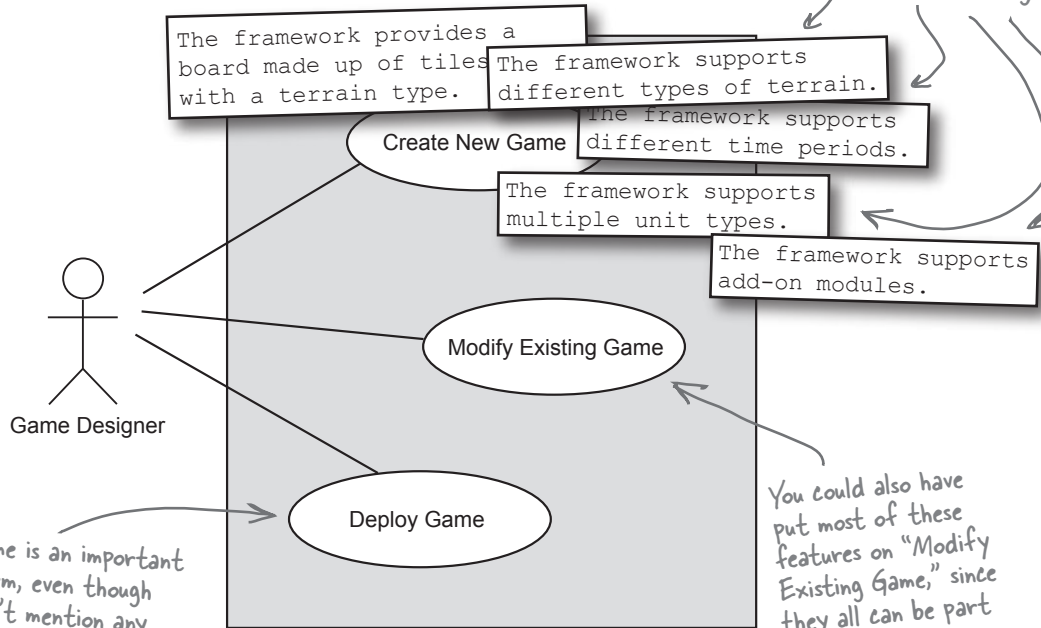 The framework provides a
board made up of tiles
with a terrain type.
The framework supports
different types of terrain.
The framework supports
different time periods.
Create New Game
The framework supports
multiple unit types.
The framework supports
add-on modules.
Modify Existing Game
Game Designer
Deploy Game
You could also have
put most of these
features on “Modify
Existing Game,” since
they all can be part
is an important
even though
mention any